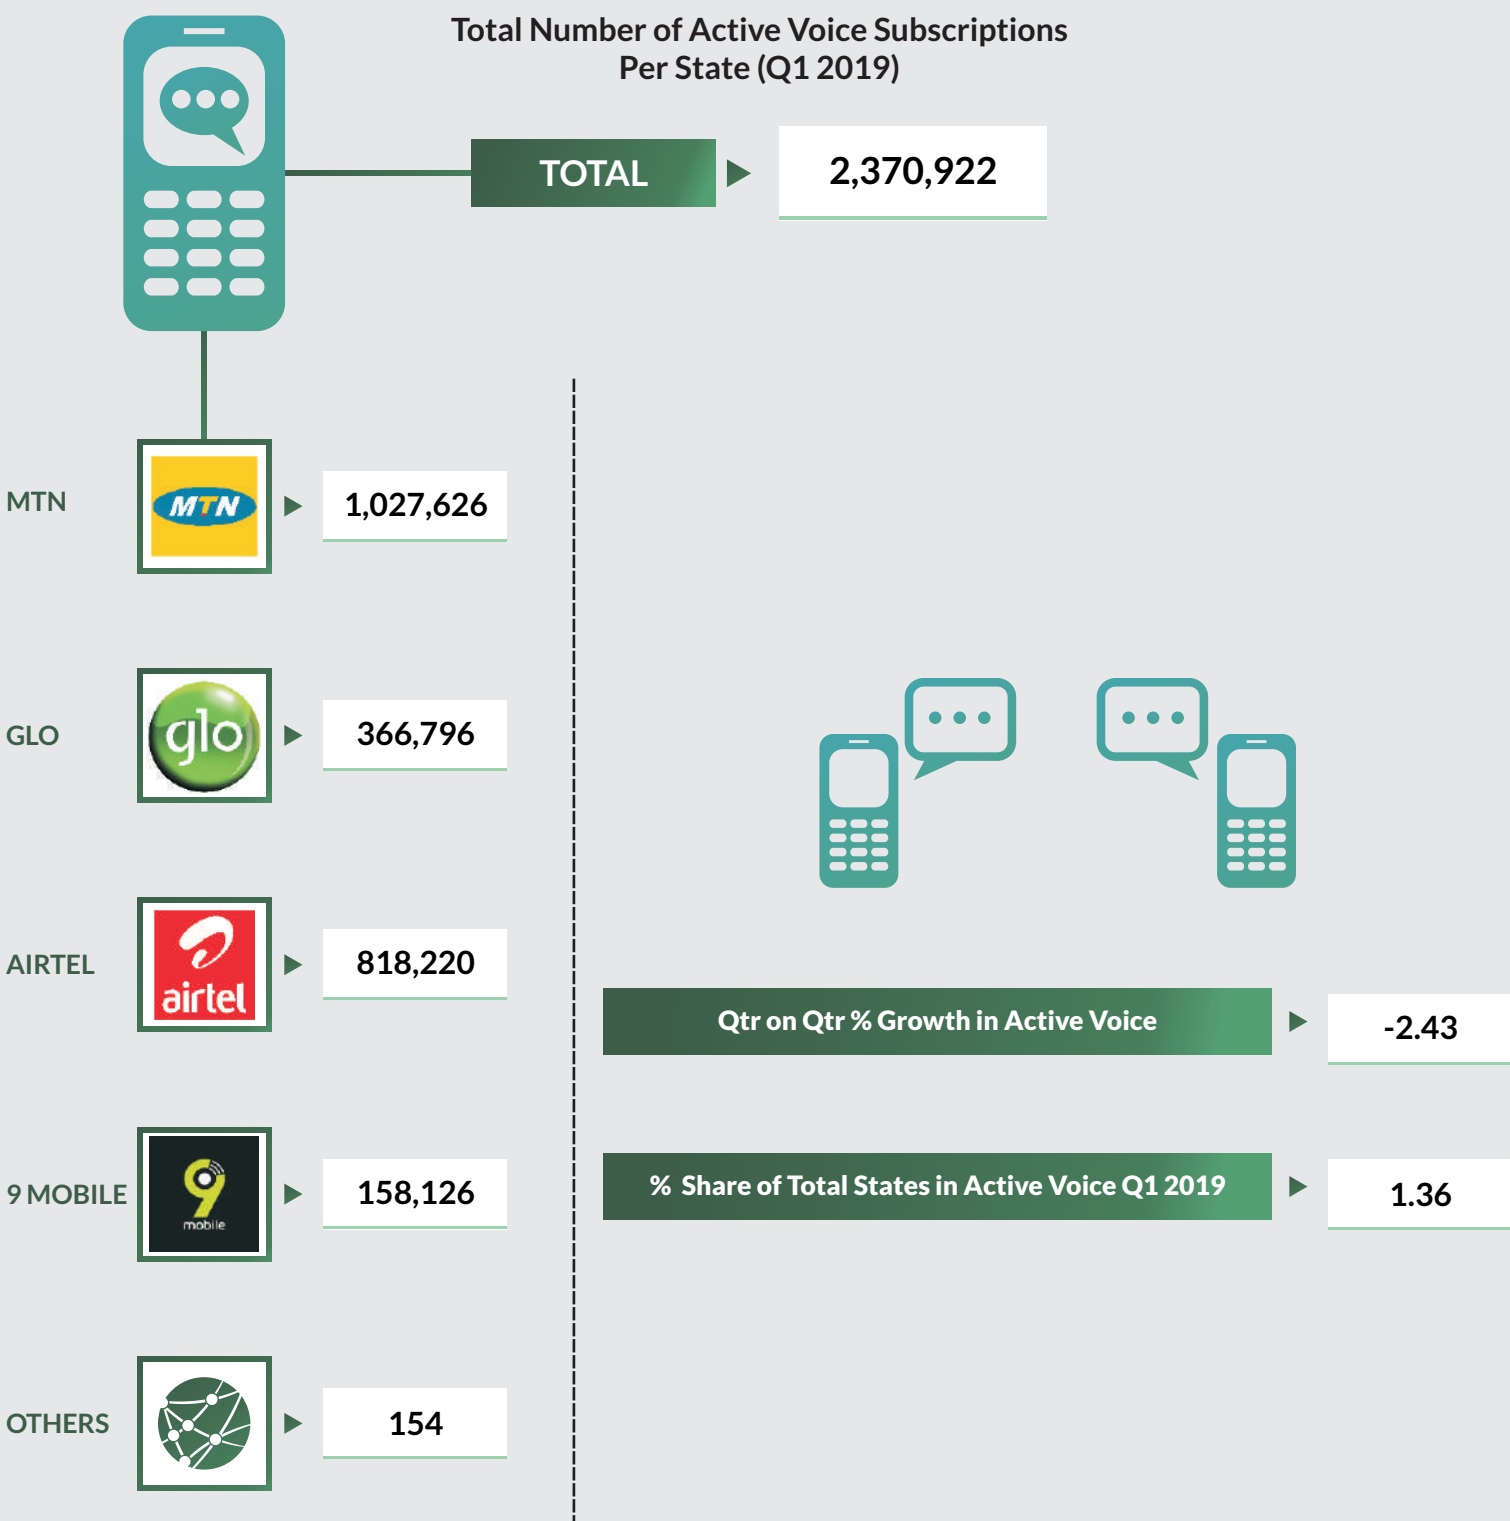 Total Number of Active Voice Subscriptions
Per State (Q1 2019)
TOTAL
2,370,922
MTN
MTN
1,027,626
GLO
glo
366,796
AIRTEL
airtel
818,220
Qtr on Qtr % Growth in Active Voice
-2.43
9 MOBILE
9
mobile
158,126
% Share of Total States in Active Voice Q1 2019
1.36
OTHERS
154